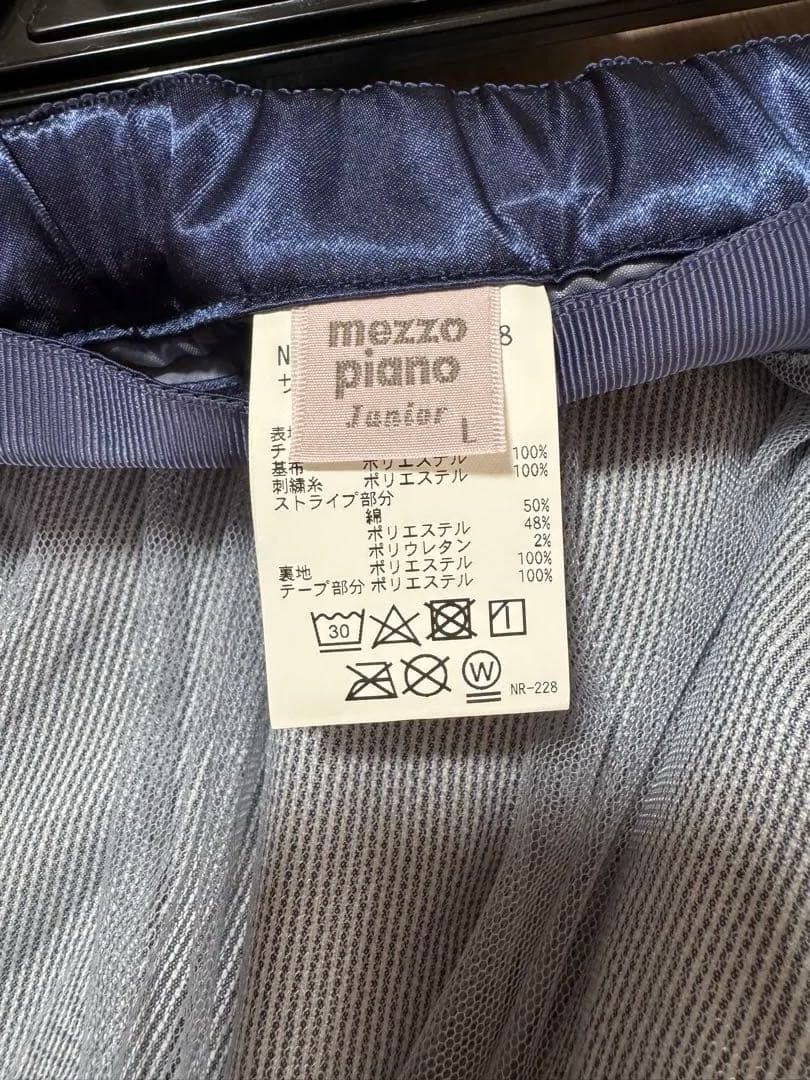 mezzo
piano
Junior
L
N
8
サ
表地
チ
ポリエステル 100%
基布 ポリエステル 100%
刺繍糸
ストライプ部分
綿 50%
ポリエステル 48%
ポリウレタン 2%
裏地 ポリエステル 100%
テープ部分 ポリエステル 100%
30
W
NR-228